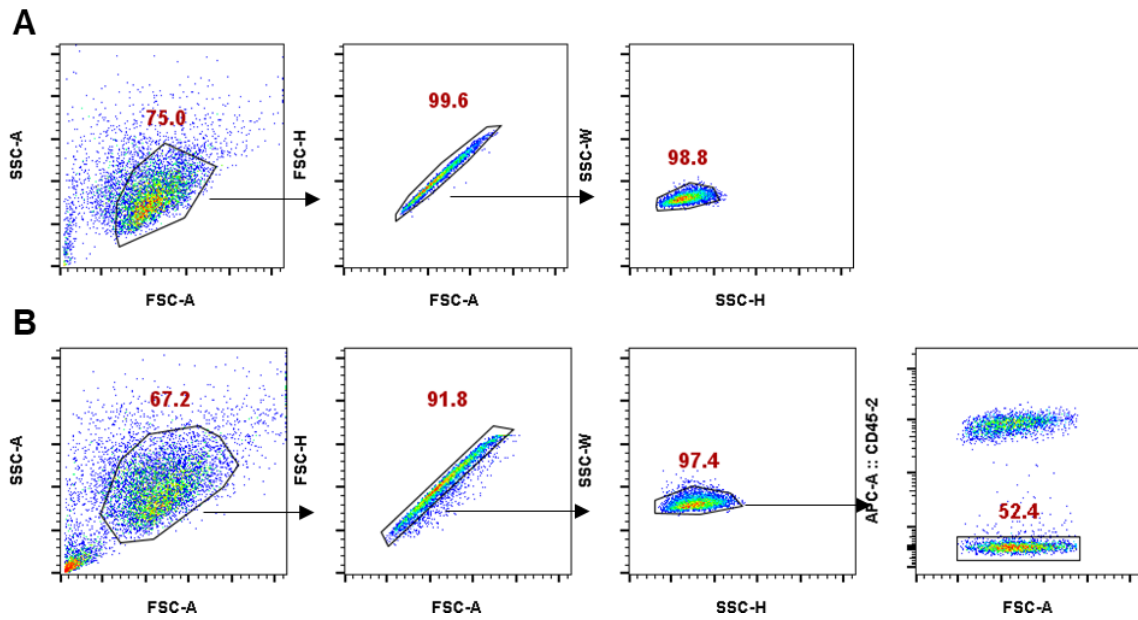 A
SSC-A
75.0
FSC-A
FSC-H
99.6
FSC-A
SSC-W
98.8
SSC-H
B
SSC-A
67.2
FSC-A
FSC-H
91.8
FSC-A
SSC-W
97.4
SSC-H
APC-A :: CD45-2
52.4
FSC-A